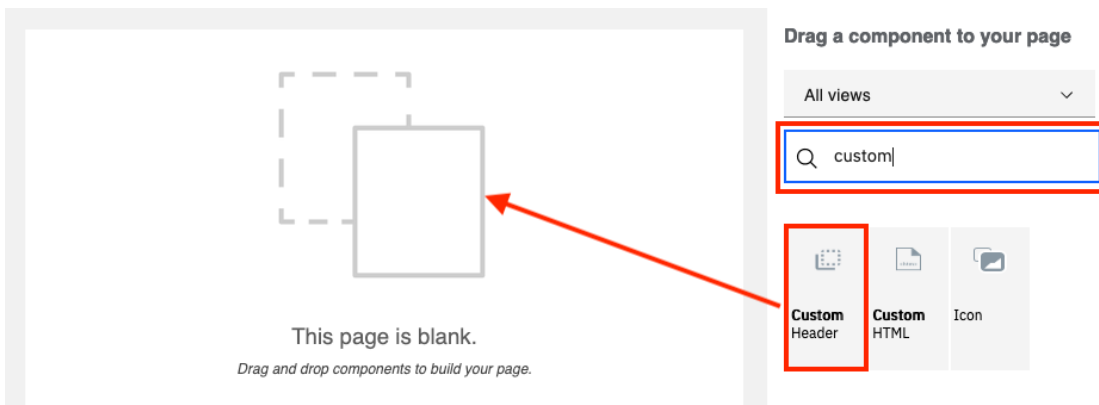 Drag a component to your page
All views
custom
This page is blank.
Drag and drop components to build your page.
Custom
Header
Custom
HTML
Icon